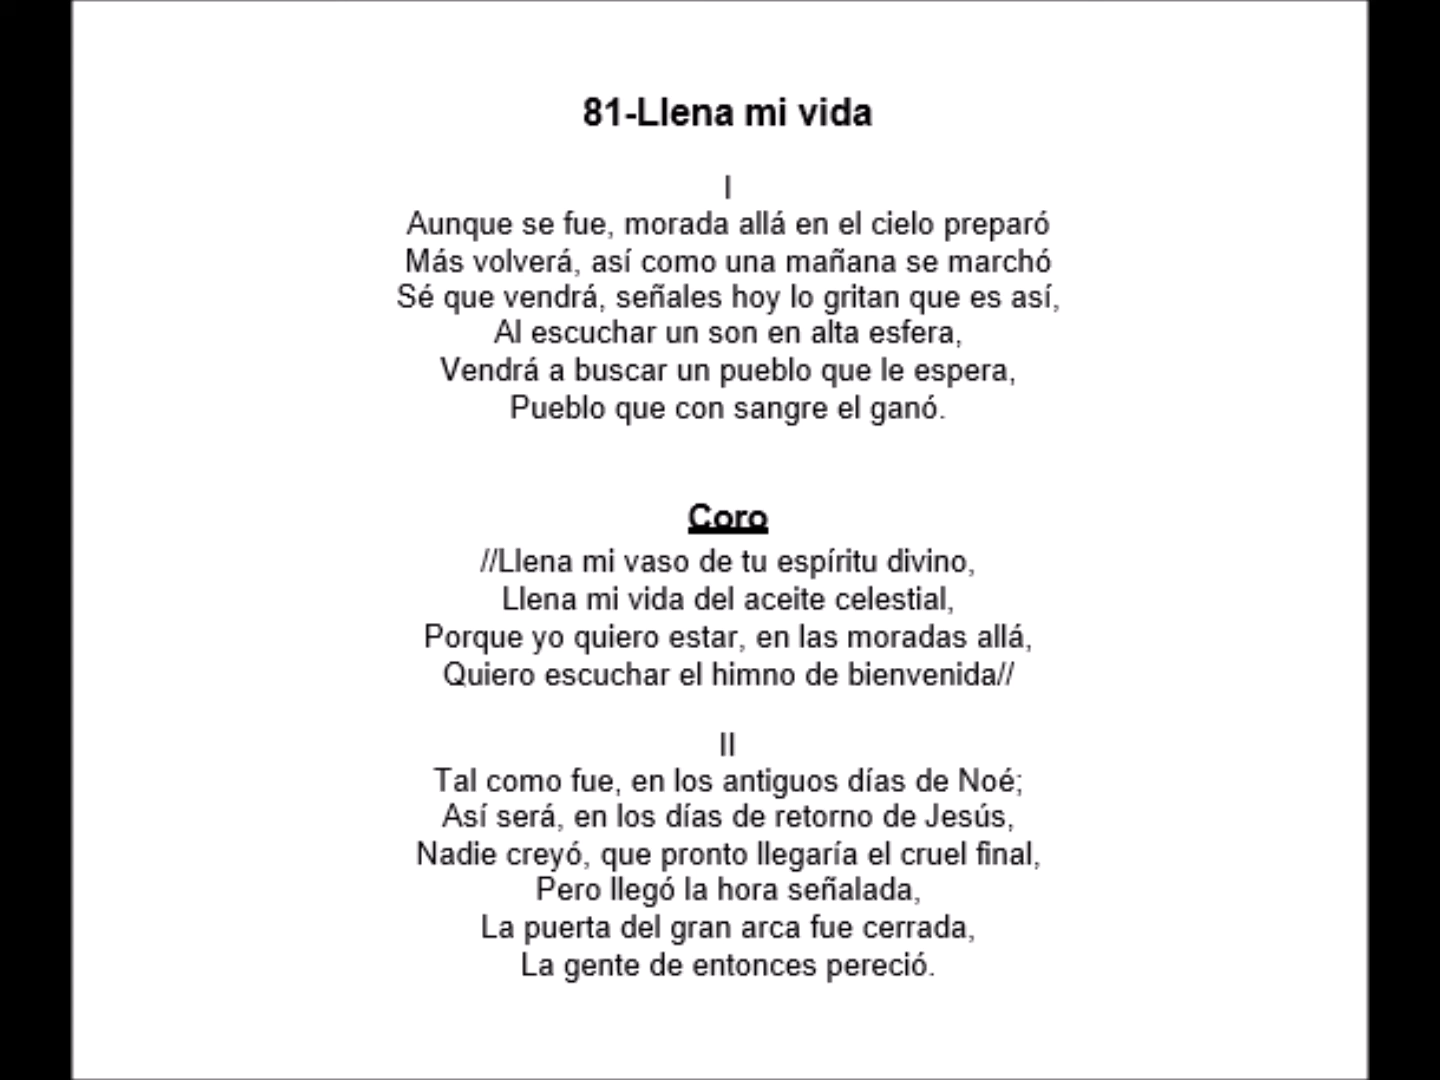 81-Llena mi vida
I
Aunque se fue, morada allá en el cielo preparó
Más volverá, así como una mañana se marchó
Sé que vendrá, señales hoy lo gritan que es así,
Al escuchar un son en alta esfera,
Vendrá a buscar un pueblo que le espera,
Pueblo que con sangre el ganó.
Coro
//Llena mi vaso de tu espíritu divino,
Llena mi vida del aceite celestial,
Porque yo quiero estar, en las moradas allá,
Quiero escuchar el himno de bienvenida//
II
Tal como fue, en los antiguos días de Noé;
Así será, en los días de retorno de Jesús,
Nadie creyó, que pronto llegaría el cruel final,
Pero llegó la hora señalada,
La puerta del gran arca fue cerrada,
La gente de entonces pereció.